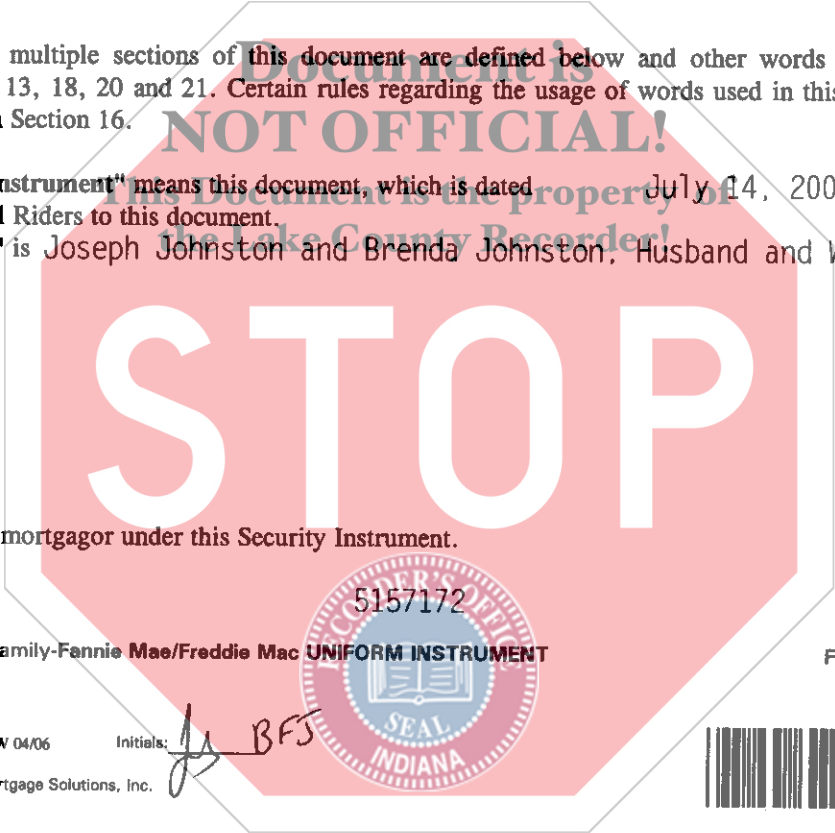 multiple sections of this document are defined below and other words
Document is
13, 18, 20 and 21. Certain rules regarding the usage of words used in this
Section 16.
NOT OFFICIAL!
nstrument" means this document, which is dated July 14, 200
This Document is the property of
Riders to this document.
the Lake County Recorder!
" is Joseph Johnston and Brenda Johnston, Husband and W
STOP
mortgagor under this Security Instrument.
RECORDER'S OFFICE
5157172
amily-Fannie Mae/Freddie Mac UNIFORM INSTRUMENT
F
SEAL
INDIANA
W 04/06 Initials: BFJ
rtgage Solutions, Inc.